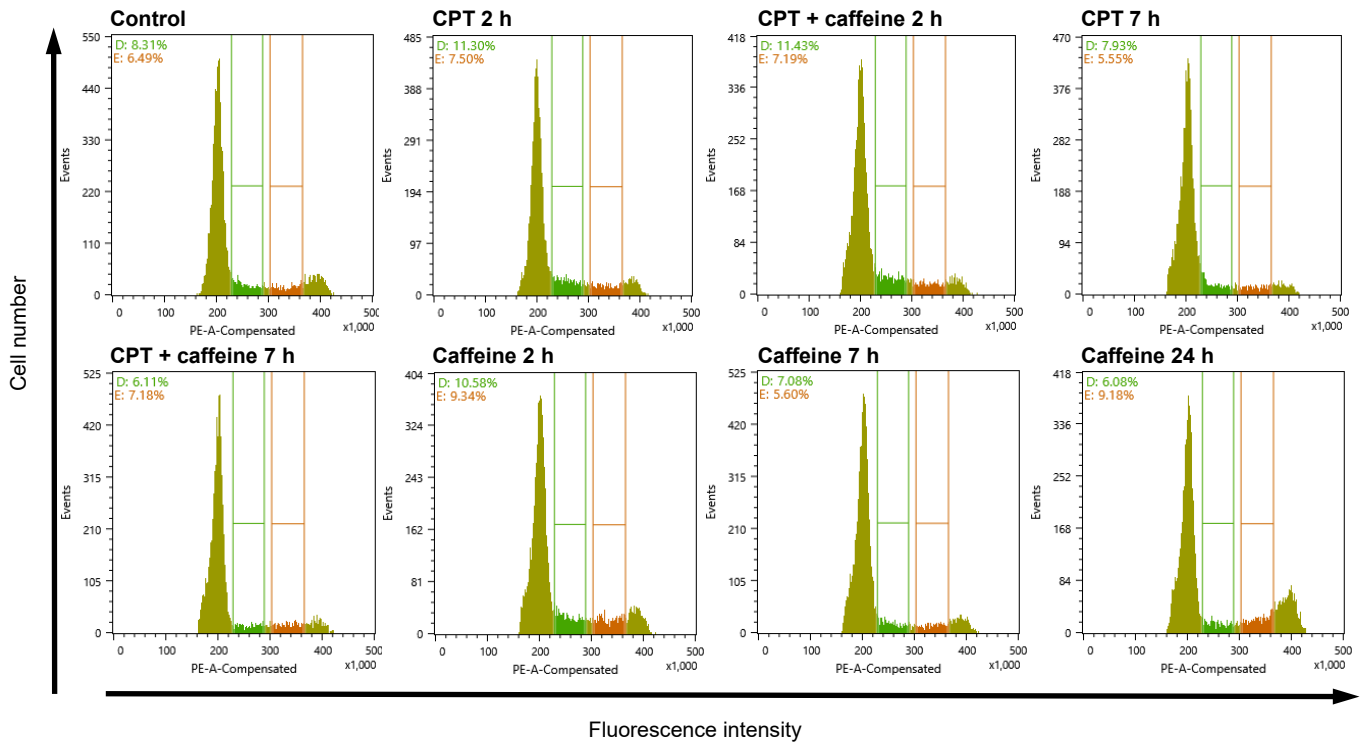 Control
CPT 2 h
CPT + caffeine 2 h
CPT 7 h
D: 8.31%
E: 6.49%
550
440
330
220
110
0
Events
0 100 200 300 400 500
PE-A-Compensated
x1,000
D: 11.30%
E: 7.50%
485
388
291
194
97
0
Events
0 100 200 300 400 500
PE-A-Compensated
x1,000
D: 11.43%
E: 7.19%
418
336
252
168
84
0
Events
0 100 200 300 400 500
PE-A-Compensated
x1,000
D: 7.93%
E: 5.55%
470
376
282
188
94
0
Events
0 100 200 300 400 500
PE-A-Compensated
x1,000
Cell number
CPT + caffeine 7 h
Caffeine 2 h
Caffeine 7 h
Caffeine 24 h
D: 6.11%
E: 7.18%
525
420
315
210
105
0
Events
0 100 200 300 400 500
PE-A-Compensated
x1,000
D: 10.58%
E: 9.34%
404
324
243
162
81
0
Events
0 100 200 300 400 500
PE-A-Compensated
x1,000
D: 7.08%
E: 5.60%
525
420
315
210
105
0
Events
0 100 200 300 400 500
PE-A-Compensated
x1,000
D: 6.08%
E: 9.18%
418
336
252
168
84
0
Events
0 100 200 300 400 500
PE-A-Compensated
x1,000
Fluorescence intensity